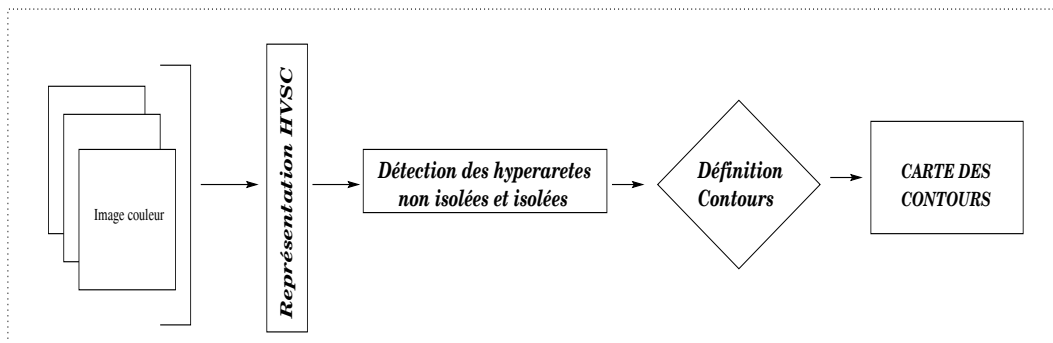 Image couleur
Représentation HVSC
Détection des hyperaretes
non isolées et isolées
Définition
Contours
CARTE DES
CONTOURS